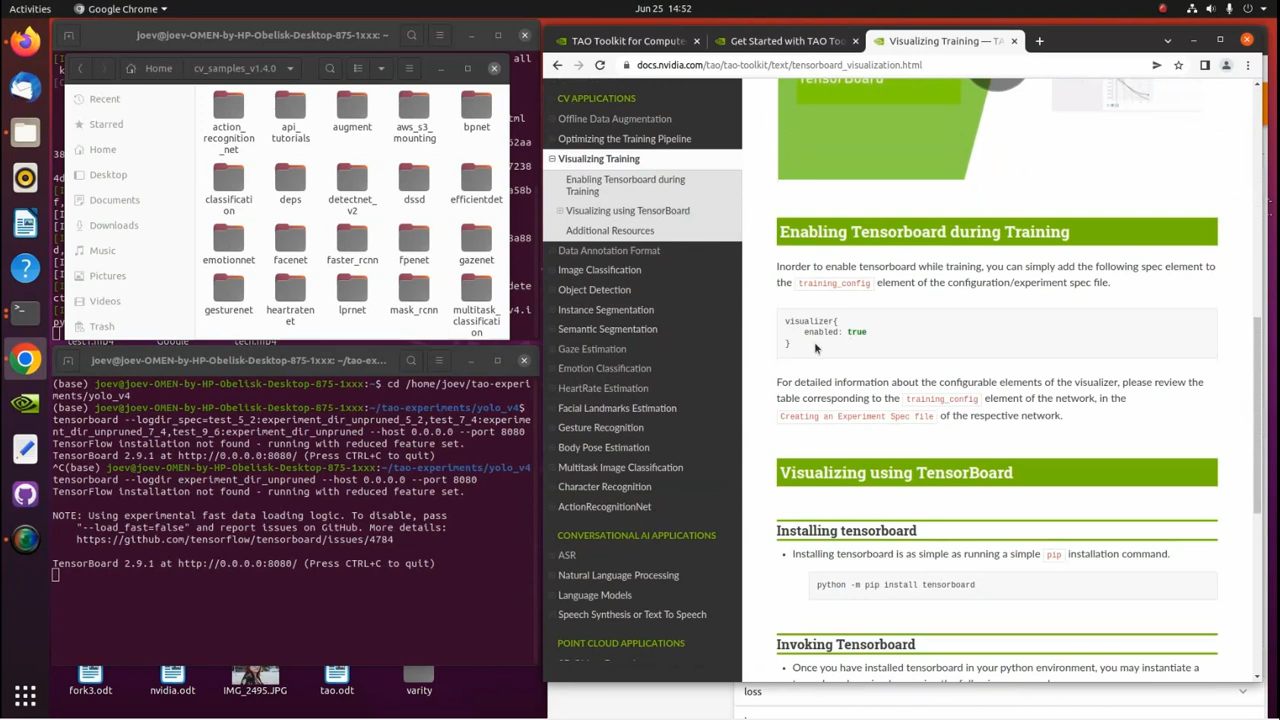 Activities
Google Chrome
Jun 25 14:52
joev@joev-OMEN-by-HP-Obelisk-Desktop-875-1xxx: ~
Home
cv_samples_v1.4.0
Recent
Starred
Home
Desktop
Documents
Downloads
Music
Pictures
Videos
Trash
action_
recognition
_net
api_
tutorials
augment
aws_s3_
mounting
bpnet
classificati
on
deps
detectnet_
v2
dssd
efficientdet
emotionnet
facenet
faster_rcnn
fpenet
gazenet
gesturenet
heartraten
et
lprnet
mask_rcnn
multitask_
classificati
on
joev@joev-OMEN-by-HP-Obelisk-Desktop-875-1xxx: ~/tao-ex...
(base) joev@joev-OMEN-by-HP-Obelisk-Desktop-875-1xxx:~$ cd /home/joev/tao-experi
ments/yolo_v4
(base) joev@joev-OMEN-by-HP-Obelisk-Desktop-875-1xxx:~/tao-experiments/yolo_v4$
tensorboard --logdir_spec=test_5_2:experiment_dir_unpruned_5_2,test_7_4:experime
nt_dir_unpruned_7_4,test_9_6:experiment_dir_unpruned --host 0.0.0.0 --port 8080
TensorFlow installation not found - running with reduced feature set.
TensorBoard 2.9.1 at http://0.0.0.0:8080/ (Press CTRL+C to quit)
^C(base) joev@joev-OMEN-by-HP-Obelisk-Desktop-875-1xxx:~/tao-experiments/yolo_v4
tensorboard --logdir experiment_dir_unpruned --host 0.0.0.0 --port 8080
TensorFlow installation not found - running with reduced feature set.
NOTE: Using experimental fast data loading logic. To disable, pass
"--load_fast=false" and report issues on GitHub. More details:
https://github.com/tensorflow/tensorboard/issues/4784
TensorBoard 2.9.1 at http://0.0.0.0:8080/ (Press CTRL+C to quit)
fork3.odt
nvidia.odt
IMG_2495.JPG
tao.odt
varity
TAO Toolkit for Compute
Get Started with TAO Too
Visualizing Training — TA
docs.nvidia.com/tao/tao-toolkit/text/tensorboard_visualization.html
CV APPLICATIONS
Offline Data Augmentation
Optimizing the Training Pipeline
Visualizing Training
Enabling Tensorboard during
Training
Visualizing using TensorBoard
Additional Resources
Data Annotation Format
Image Classification
Object Detection
Instance Segmentation
Semantic Segmentation
Gaze Estimation
Emotion Classification
HeartRate Estimation
Facial Landmarks Estimation
Gesture Recognition
Body Pose Estimation
Multitask Image Classification
Character Recognition
ActionRecognitionNet
CONVERSATIONAL AI APPLICATIONS
ASR
Natural Language Processing
Language Models
Speech Synthesis or Text To Speech
POINT CLOUD APPLICATIONS
TensorBoard
Enabling Tensorboard during Training
Inorder to enable tensorboard while training, you can simply add the following spec element to
the training_config element of the configuration/experiment spec file.
visualizer{
enabled: true
}
For detailed information about the configurable elements of the visualizer, please review the
table corresponding to the training_config element of the network, in the
Creating an Experiment Spec file of the respective network.
Visualizing using TensorBoard
Installing tensorboard
• Installing tensorboard is as simple as running a simple pip installation command.
python -m pip install tensorboard
Invoking Tensorboard
• Once you have installed tensorboard in your python environment, you may instantiate a
loss